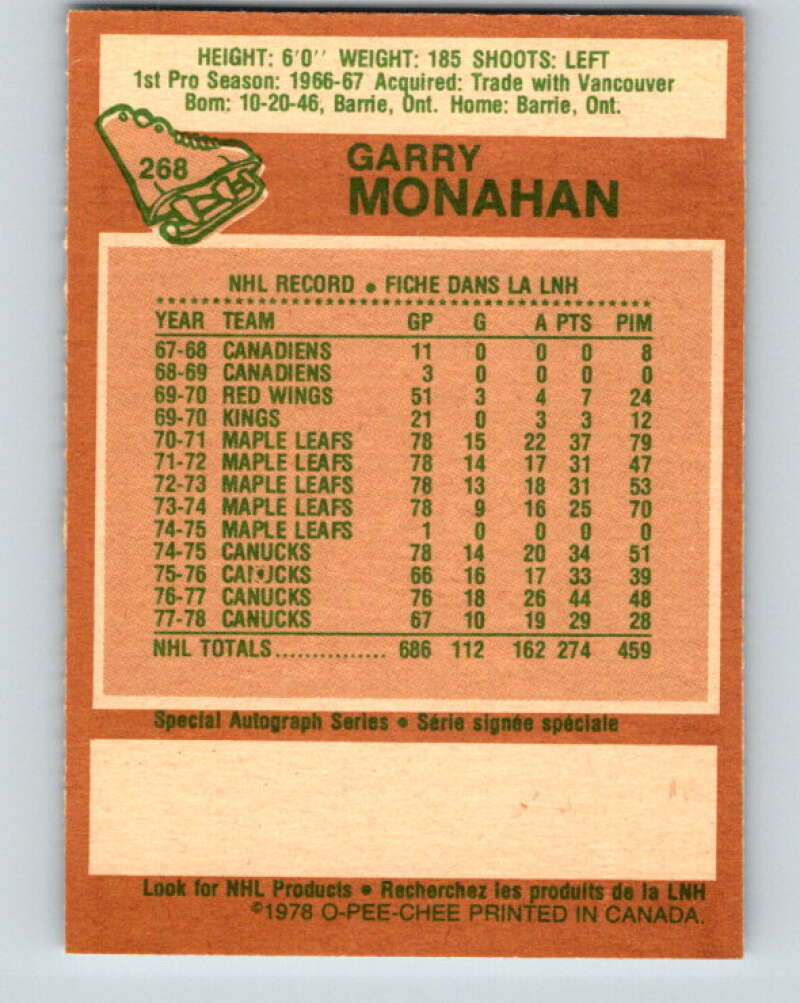 HEIGHT: 6'0'' WEIGHT: 185 SHOOTS: LEFT
1st Pro Season: 1966-67 Acquired: Trade with Vancouver
Born: 10-20-46, Barrie, Ont. Home: Barrie, Ont.
268
GARRY
MONAHAN
NHL RECORD • FICHE DANS LA LNH
YEAR TEAM GP G A PTS PIM
67-68 CANADIENS 11 0 0 0 8
68-69 CANADIENS 3 0 0 0 0
69-70 RED WINGS 51 3 4 7 24
69-70 KINGS 21 0 3 3 12
70-71 MAPLE LEAFS 78 15 22 37 79
71-72 MAPLE LEAFS 78 14 17 31 47
72-73 MAPLE LEAFS 78 13 18 31 53
73-74 MAPLE LEAFS 78 9 16 25 70
74-75 MAPLE LEAFS 1 0 0 0 0
74-75 CANUCKS 78 14 20 34 51
75-76 CANUCKS 66 16 17 33 39
76-77 CANUCKS 76 18 26 44 48
77-78 CANUCKS 67 10 19 29 28
NHL TOTALS............... 686 112 162 274 459
Special Autograph Series • Série signée spéciale
Look for NHL Products • Recherchez les produits de la LNH
©1978 O-PEE-CHEE PRINTED IN CANADA.